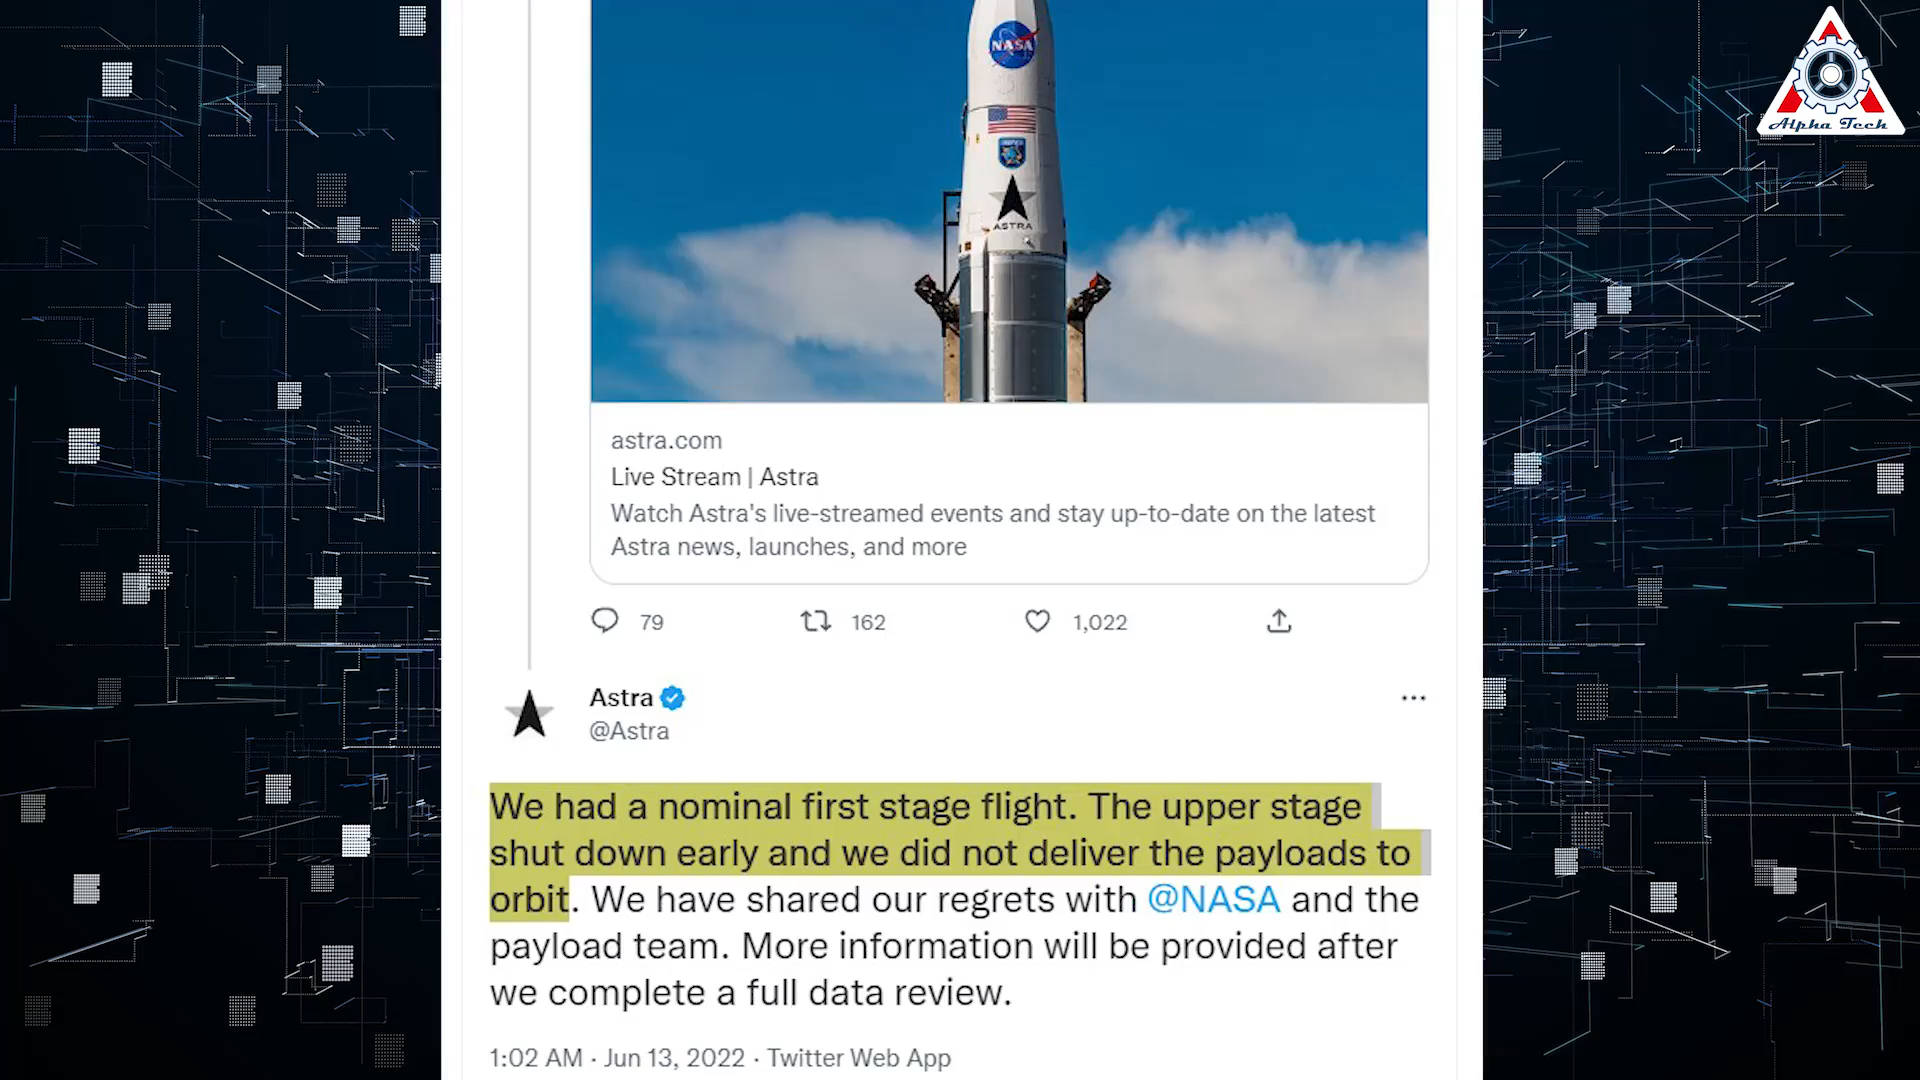 NASA
ASTRA
Alpha Tech
astra.com
Live Stream | Astra
Watch Astra's live-streamed events and stay up-to-date on the latest
Astra news, launches, and more
79 162 1,022
Astra
@Astra
We had a nominal first stage flight. The upper stage
shut down early and we did not deliver the payloads to
orbit. We have shared our regrets with @NASA and the
payload team. More information will be provided after
we complete a full data review.
1:02 AM · Jun 13, 2022 · Twitter Web App